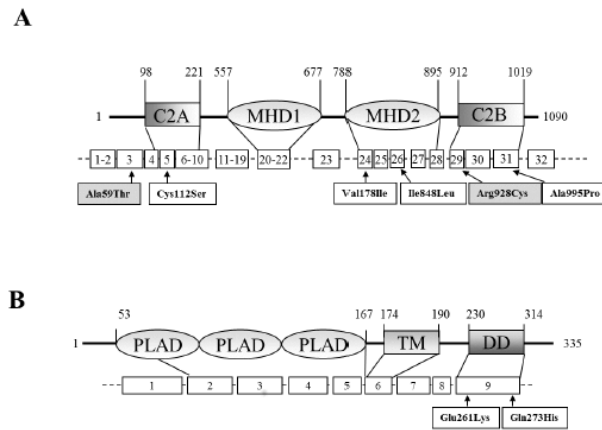 A
98 221 557 677 788 895 912 1019
1 C2A MHD1 MHD2 C2B 1090
1-2 3 4 5 6-10 11-19 20-22 23 24 25 26 27 28 29 30 31 32
Ala59Thr Cys112Ser Val178Ile Ile848Leu Arg928Cys Ala995Pro
B
53 167 174 190 230 314
1 PLAD PLAD PLAD TM DD 335
1 2 3 4 5 6 7 8 9
Glu261Lys Gln273His